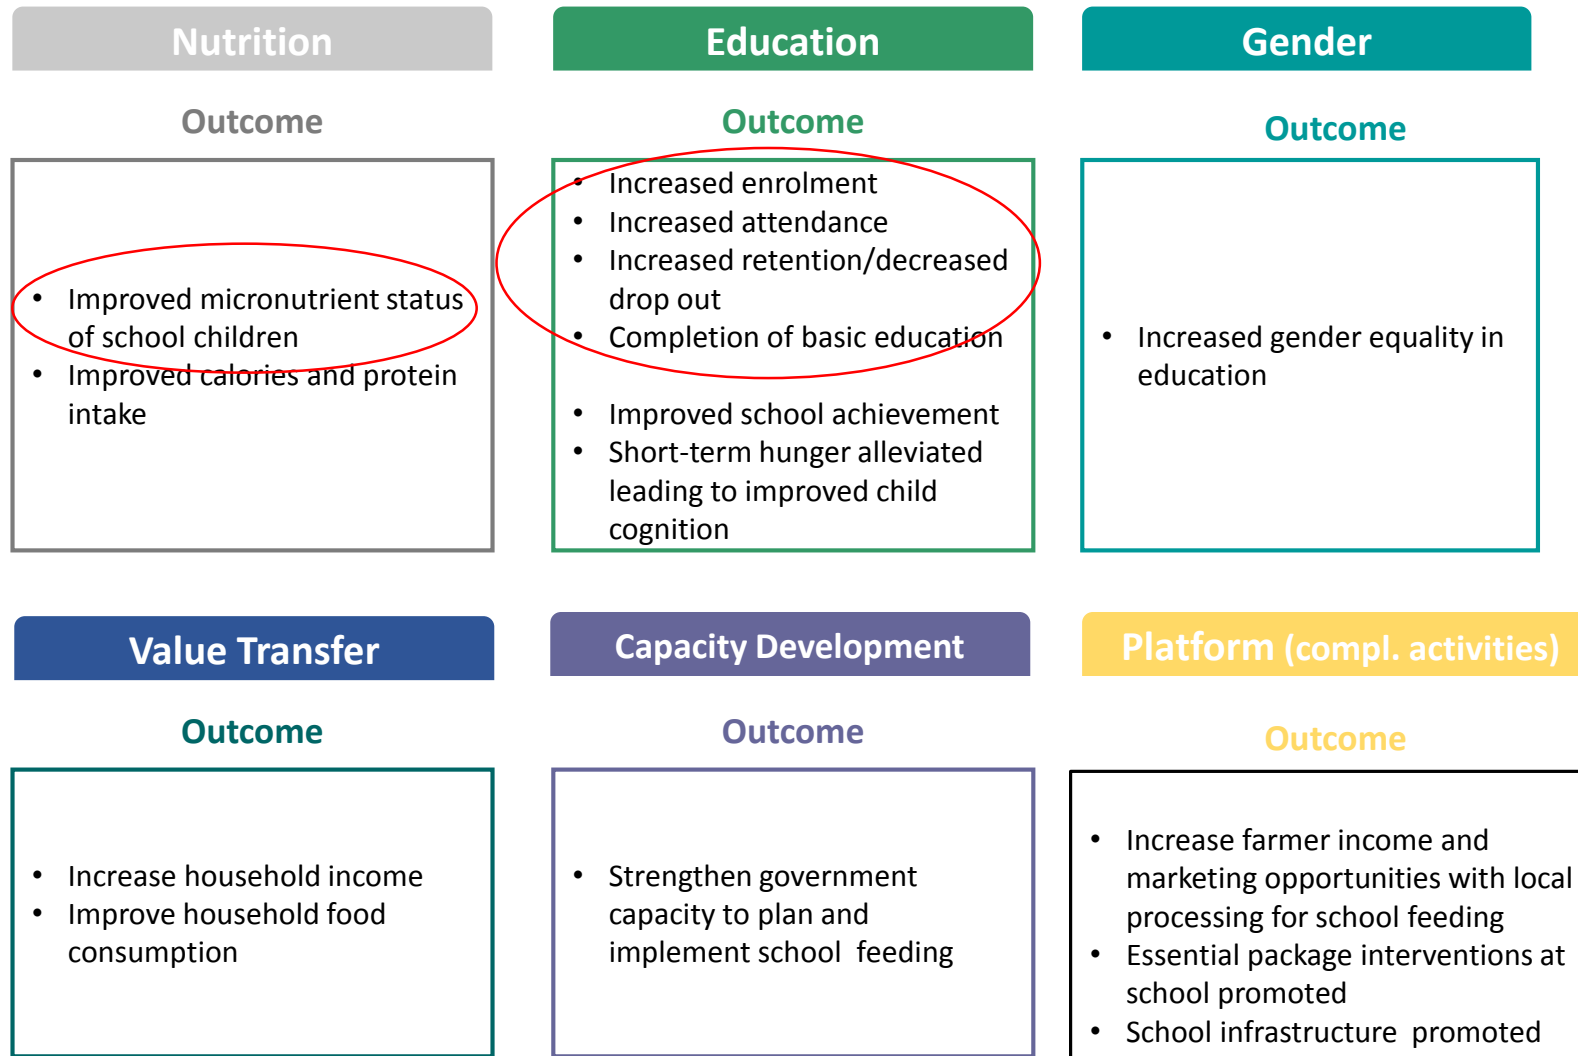 Nutrition
Outcome
• Improved micronutrient status
of school children
• Improved calories and protein
intake
Education
Outcome
• Increased enrolment
• Increased attendance
• Increased retention/decreased
drop out
• Completion of basic education
• Improved school achievement
• Short-term hunger alleviated
leading to improved child
cognition
Gender
Outcome
• Increased gender equality in
education
Value Transfer
Outcome
• Increase household income
• Improve household food
consumption
Capacity Development
Outcome
• Strengthen government
capacity to plan and
implement school  feeding
Platform (compl. activities)
Outcome
• Increase farmer income and
marketing opportunities with local
processing for school feeding
• Essential package interventions at
school promoted
• School infrastructure  promoted